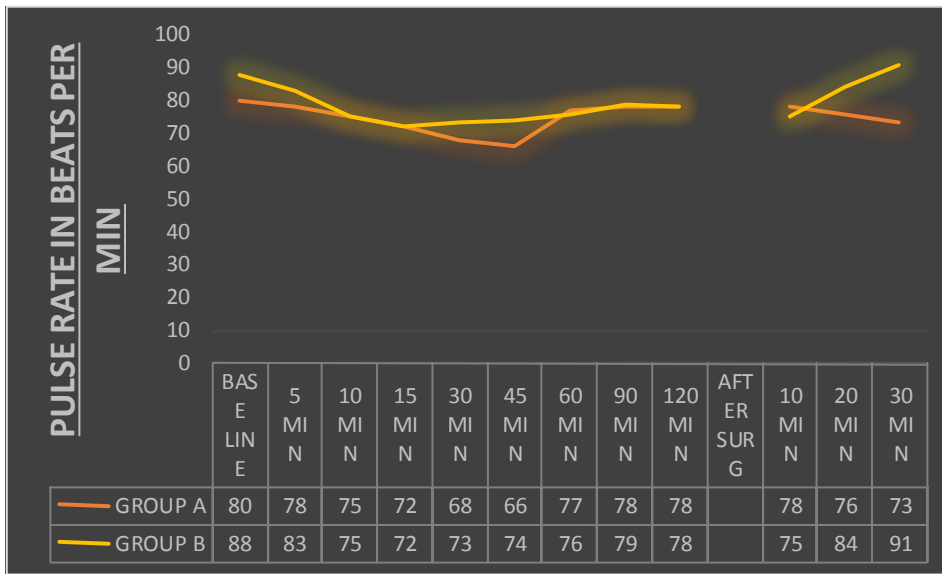 PULSE RATE IN BEATS PER
MIN
100
90
80
70
60
50
40
30
20
10
0
BAS
E
LIN
E
5
MI
N
10
MI
N
15
MI
N
30
MI
N
45
MI
N
60
MI
N
90
MI
N
120
MI
N
AFT
ER
SUR
G
10
MI
N
20
MI
N
30
MI
N
GROUP A 80 78 75 72 68 66 77 78 78 78 76 73
GROUP B 88 83 75 72 73 74 76 79 78 75 84 91